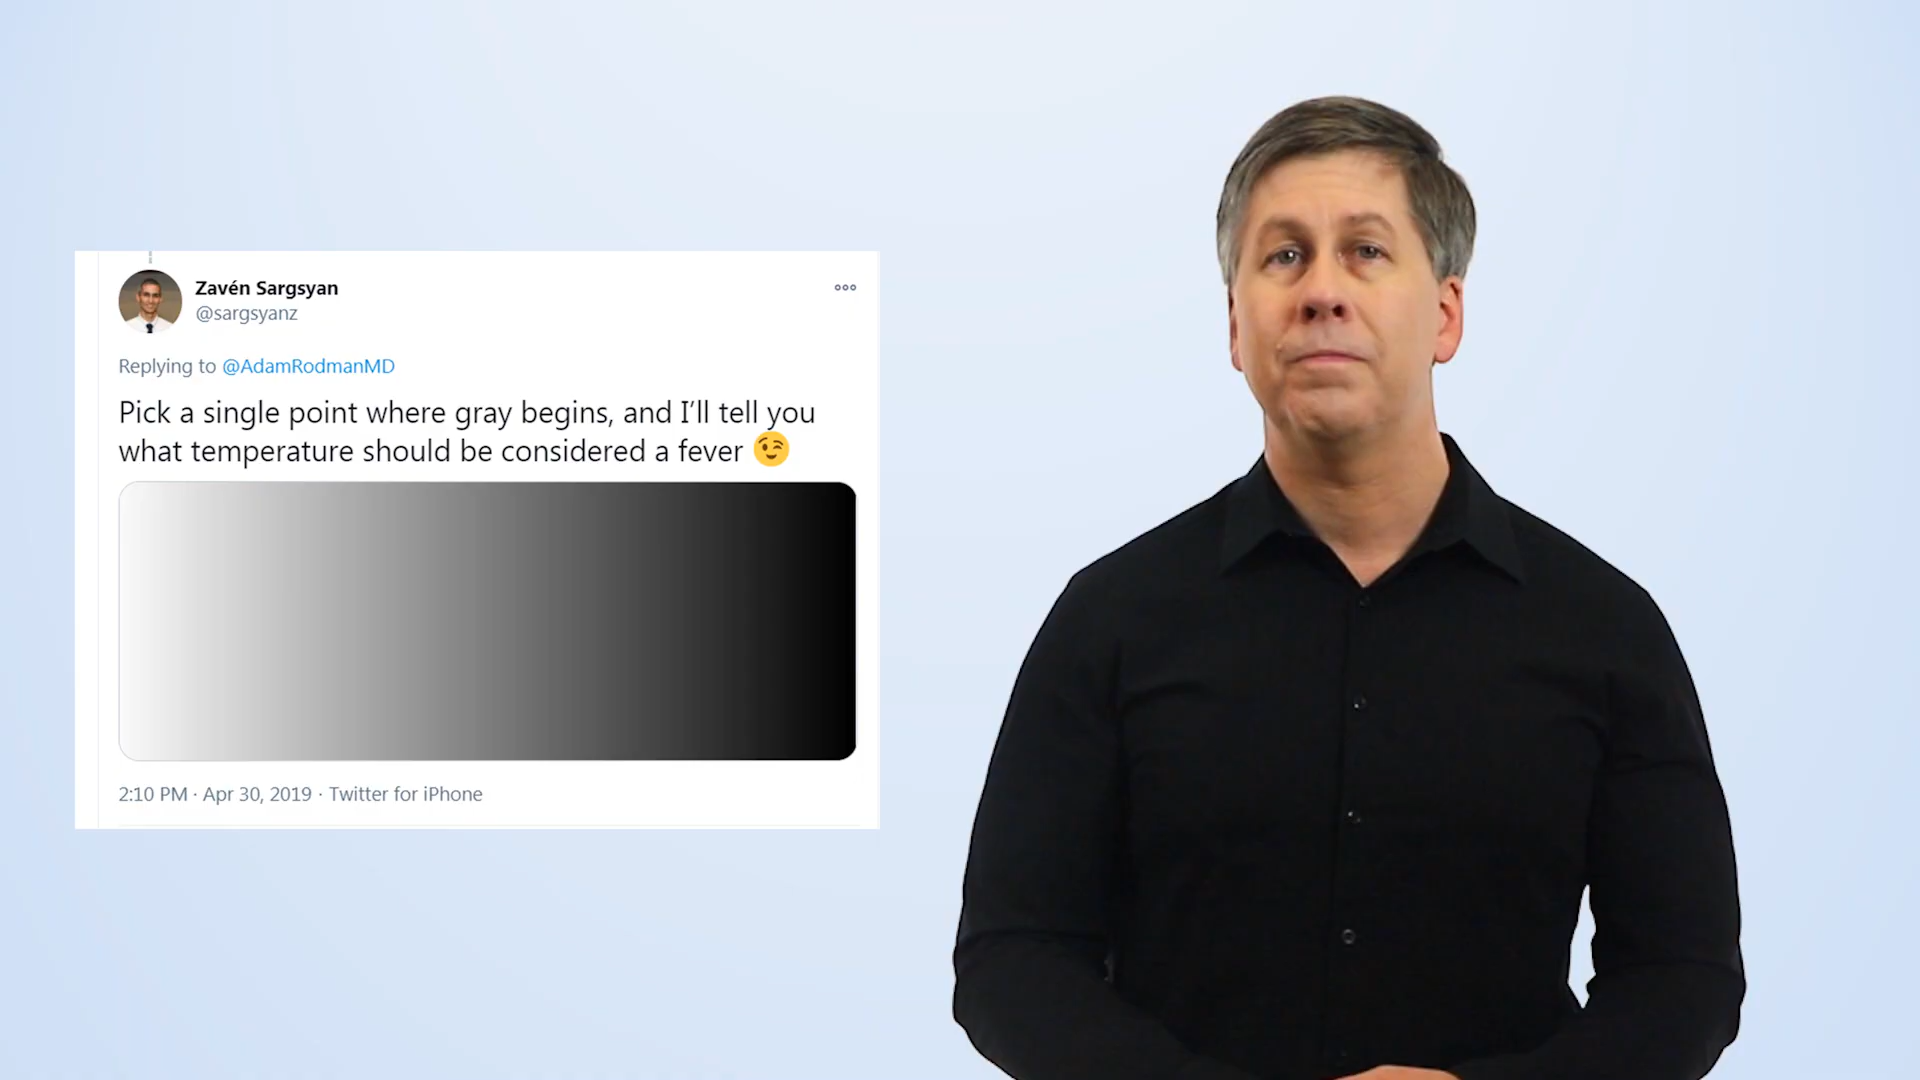 Zavén Sargsyan
@sargsyanz
Replying to @AdamRodmanMD
Pick a single point where gray begins, and I’ll tell you
what temperature should be considered a fever 😉
2:10 PM · Apr 30, 2019 · Twitter for iPhone